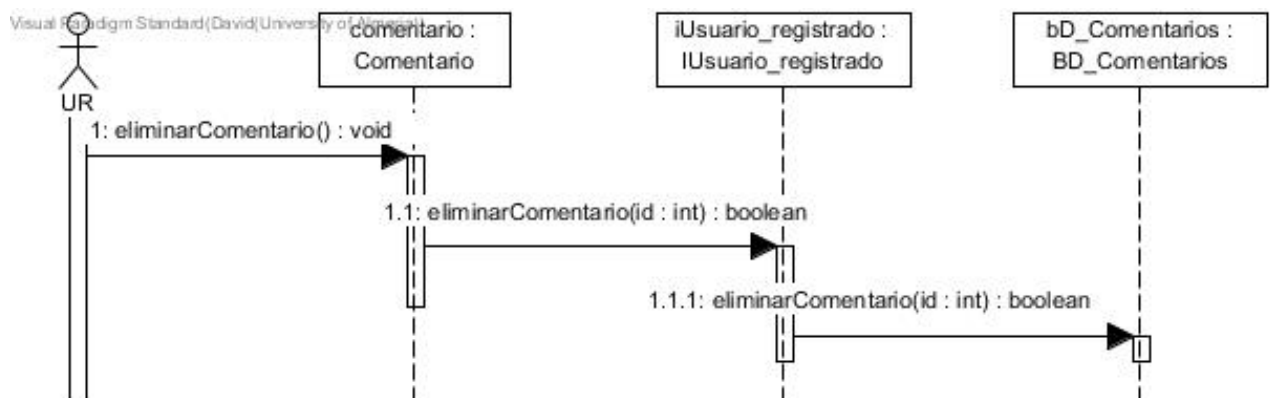 Visual Paradigm Standard(David(University of Almeria))
comentario :
Comentario
iUsuario_registrado :
IUsuario_registrado
bD_Comentarios :
BD_Comentarios
UR
1: eliminarComentario() : void
1.1: eliminarComentario(id : int) : boolean
1.1.1: eliminarComentario(id : int) : boolean